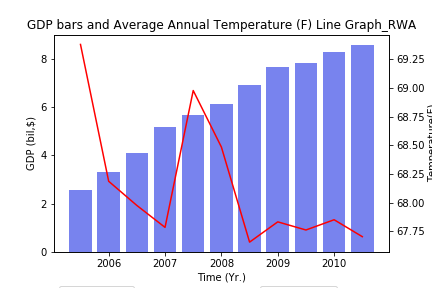 GDP bars and Average Annual Temperature (F) Line Graph_RWA
8
6
4
2
0
GDP (bil,$)
69.25
69.00
68.75
68.50
68.25
68.00
67.75
Temperature(F)
2006 2007 2008 2009 2010
Time (Yr.)